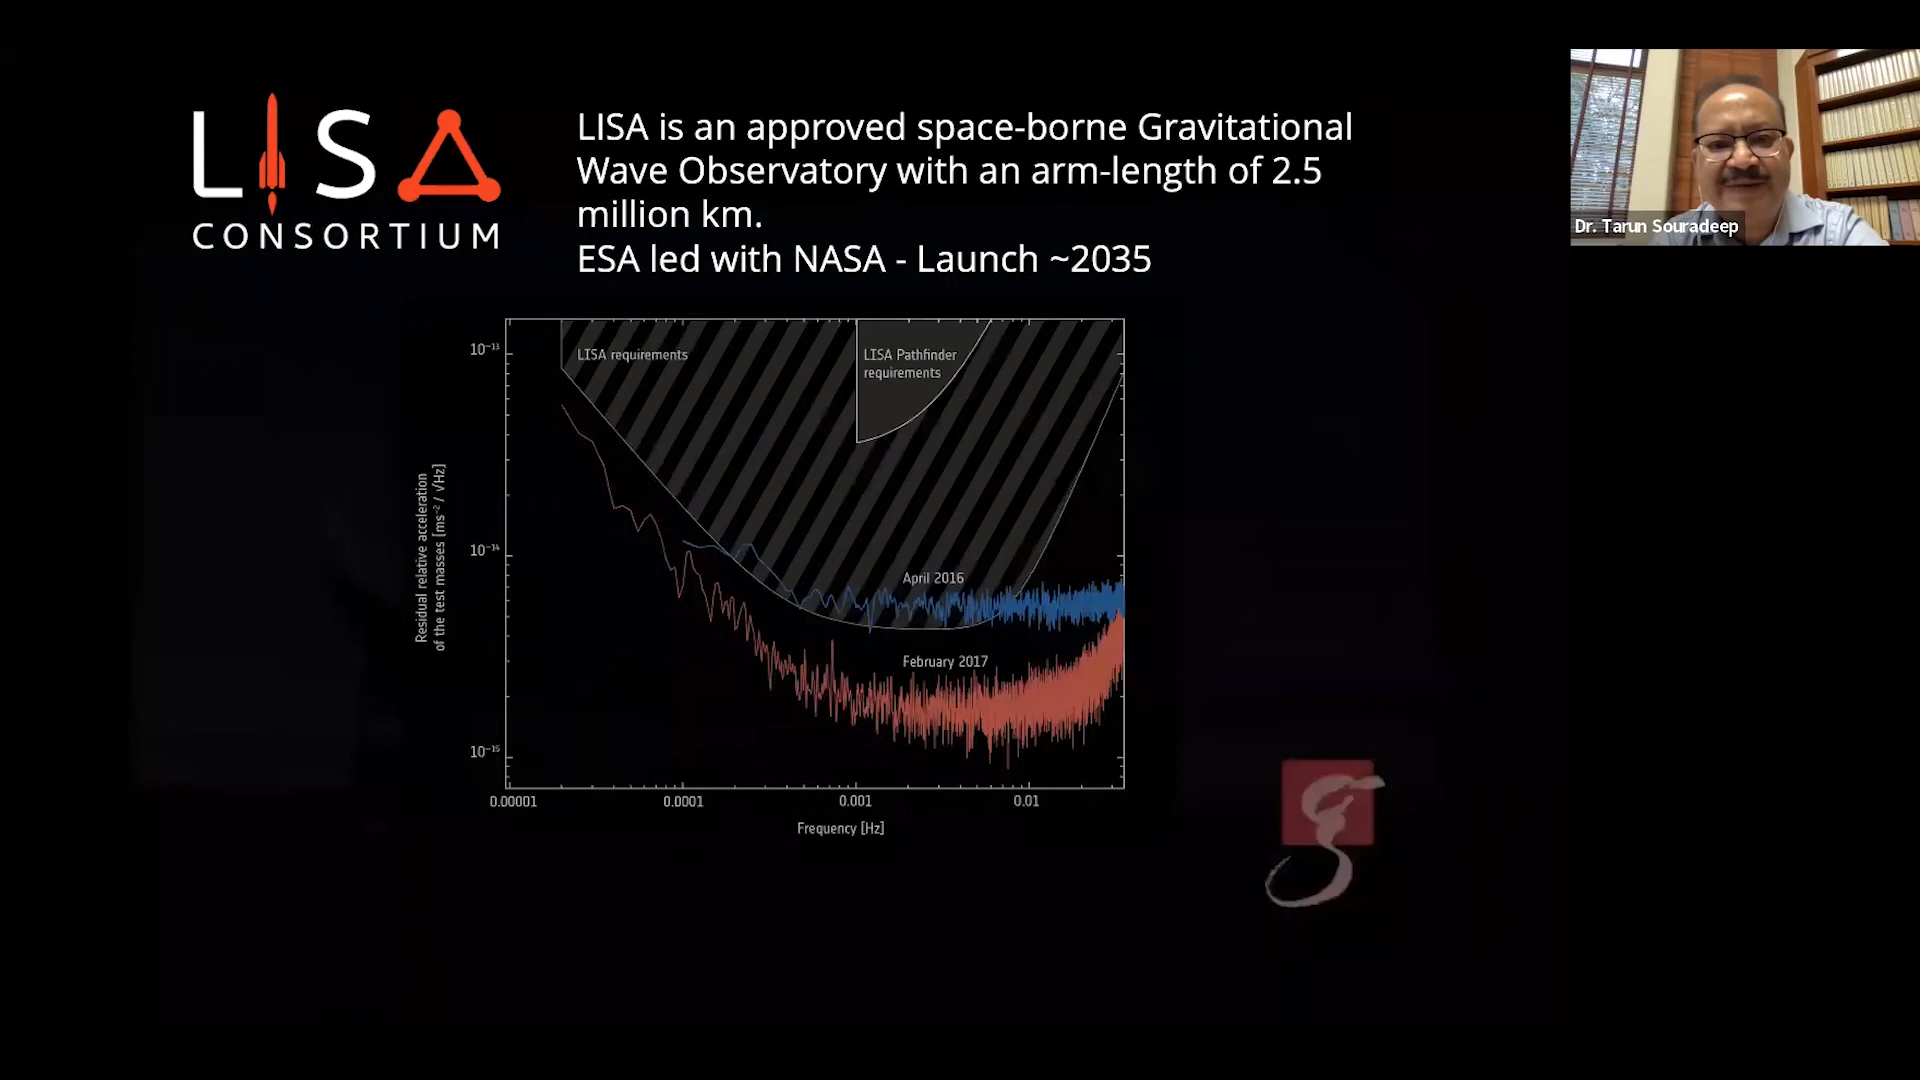 LISA
CONSORTIUM
LISA is an approved space-borne Gravitational
Wave Observatory with an arm-length of 2.5
million km.
ESA led with NASA - Launch ~2035
Dr. Tarun Souradeep
LISA requirements
LISA Pathfinder
requirements
April 2016
February 2017
10⁻¹³
10⁻¹⁴
10⁻¹⁵
Residual relative acceleration
of the test masses [ms⁻² / √Hz]
0.00001 0.0001 0.001 0.01
Frequency [Hz]